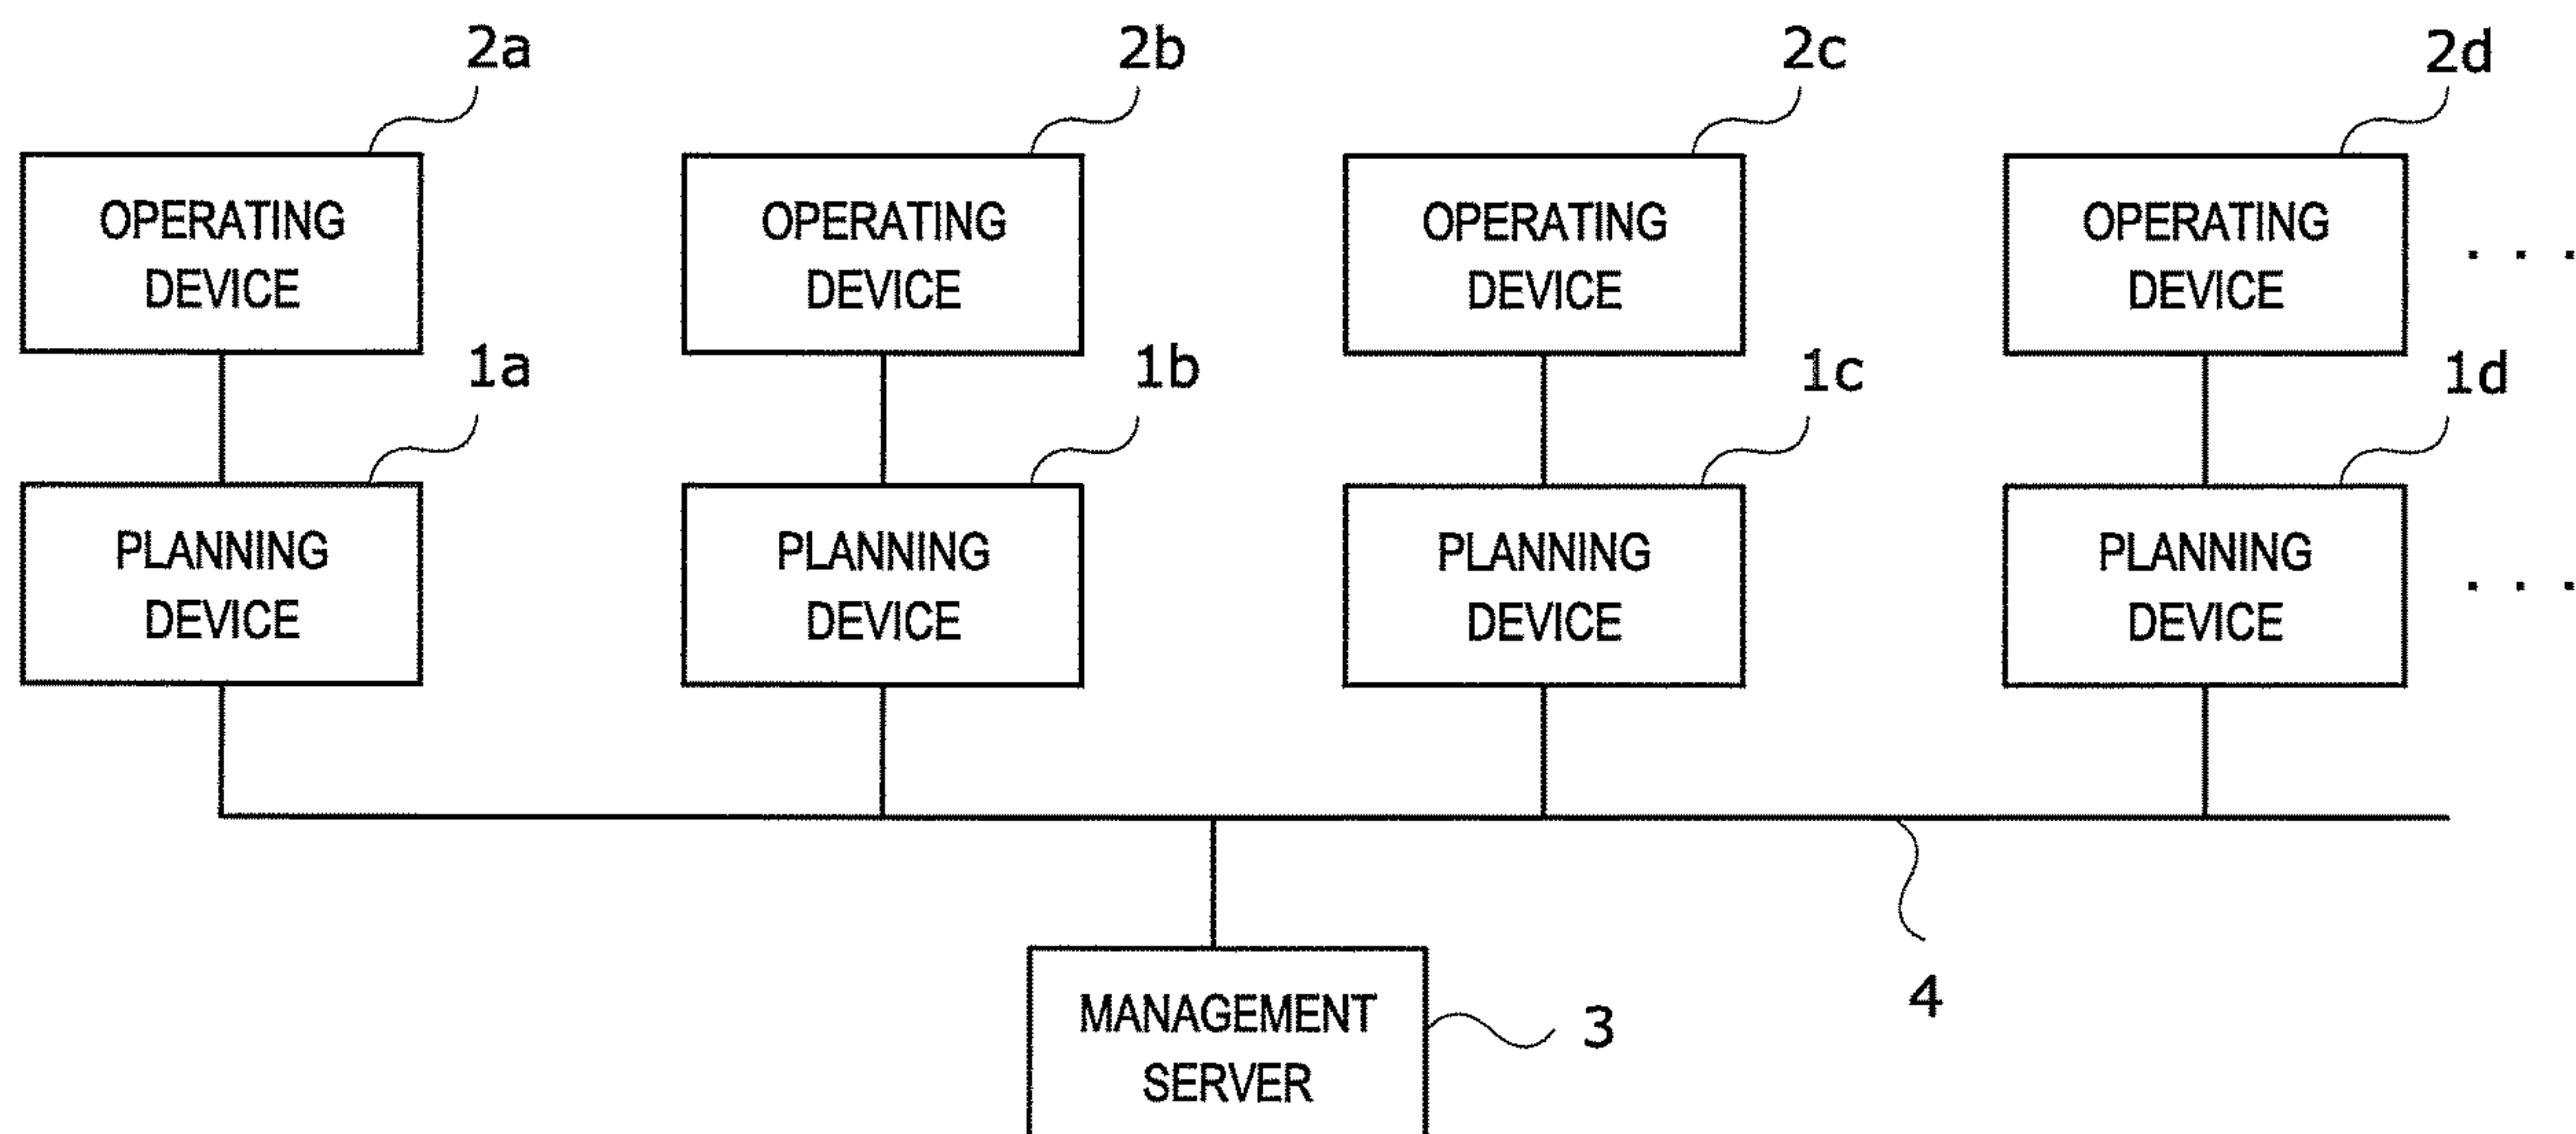 2a
2b
2c
2d
OPERATING
DEVICE
OPERATING
DEVICE
OPERATING
DEVICE
OPERATING
DEVICE
. . .
1a
1b
1c
1d
PLANNING
DEVICE
PLANNING
DEVICE
PLANNING
DEVICE
PLANNING
DEVICE
. . .
4
MANAGEMENT
SERVER
3